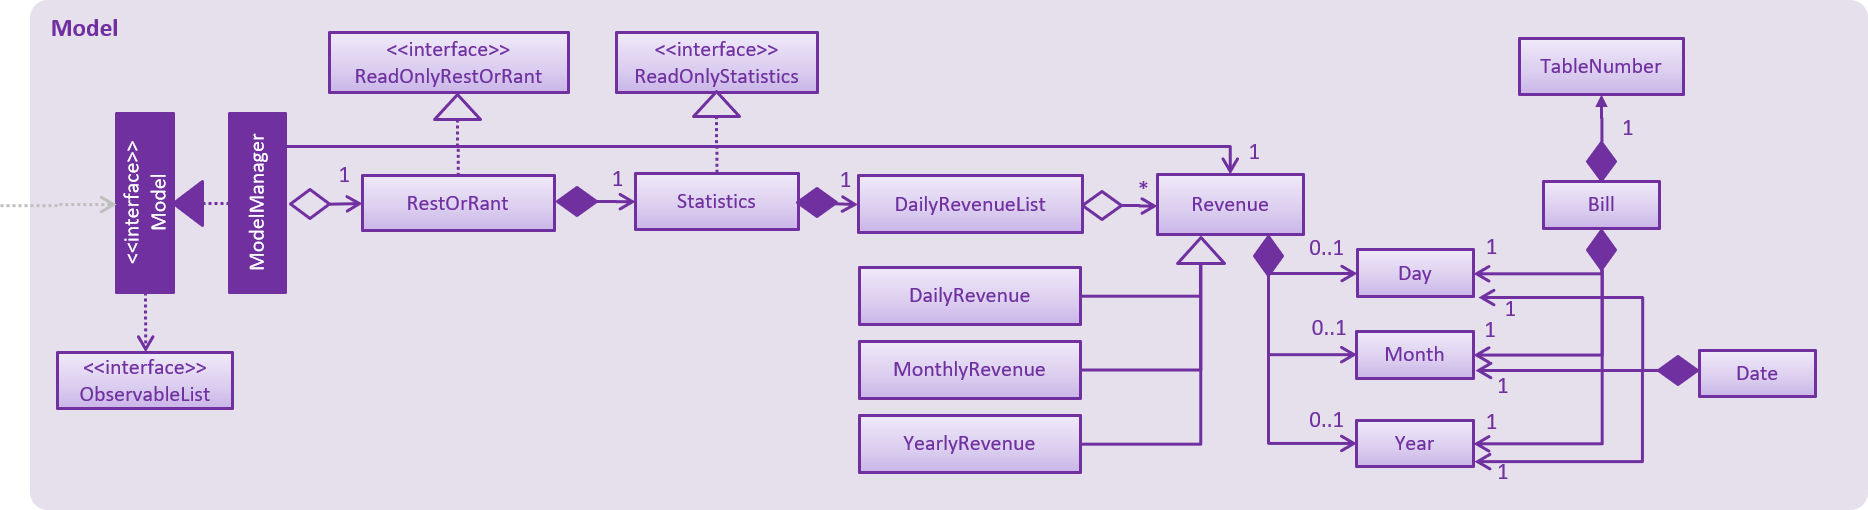 Model
<<interface>>
ReadOnlyRestOrRant
<<interface>>
ReadOnlyStatistics
TableNumber
1
<<interface>>
Model
ModelManager
1
RestOrRant
1
Statistics
1
DailyRevenueList
*
1
Revenue
Bill
0..1
Day
1
1
DailyRevenue
0..1
Month
1
1
MonthlyRevenue
Date
<<interface>>
ObservableList
0..1
Year
1
1
YearlyRevenue